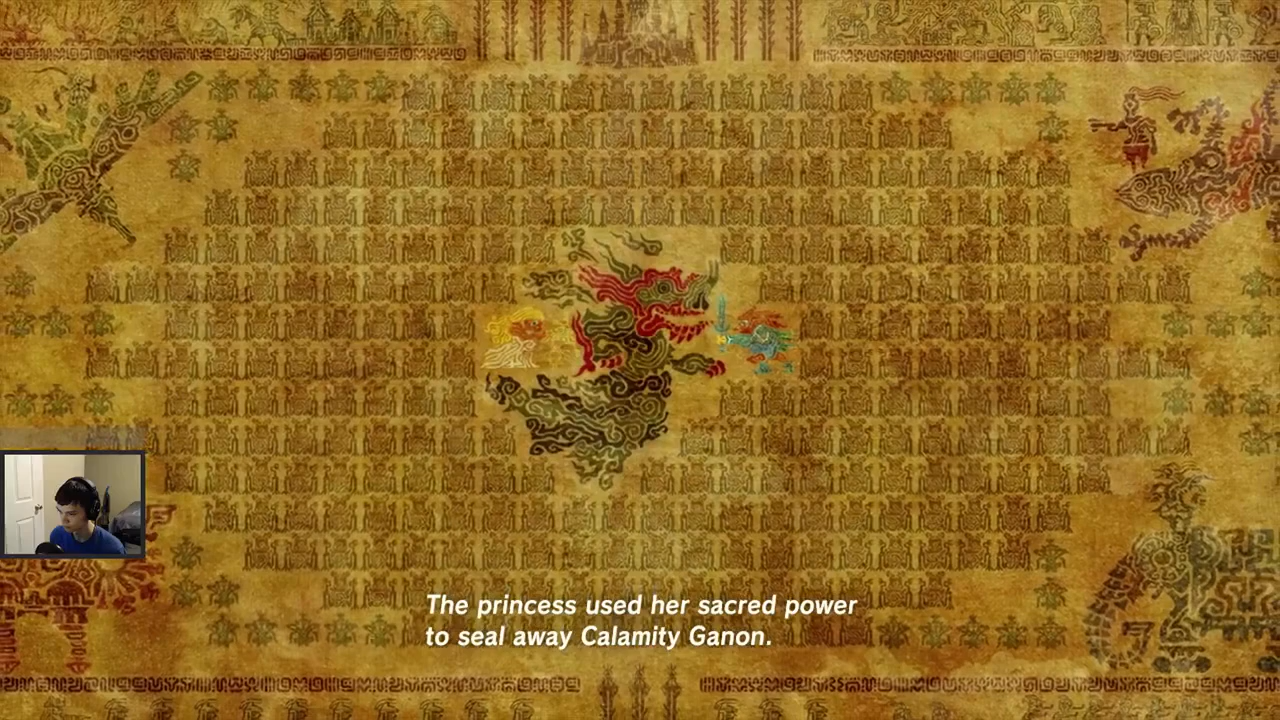 The princess used her sacred power
to seal away Calamity Ganon.